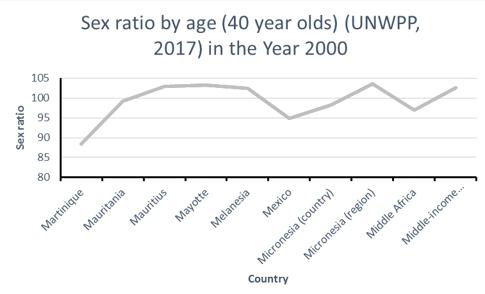 Sex ratio by age (40 year olds) (UNWPP,
2017) in the Year 2000
105
100
95
90
85
80
Sex ratio
Martinique
Mauritania
Mauritius
Mayotte
Melanesia
Mexico
Micronesia (country)
Micronesia (region)
Middle Africa
Middle-income...
Country